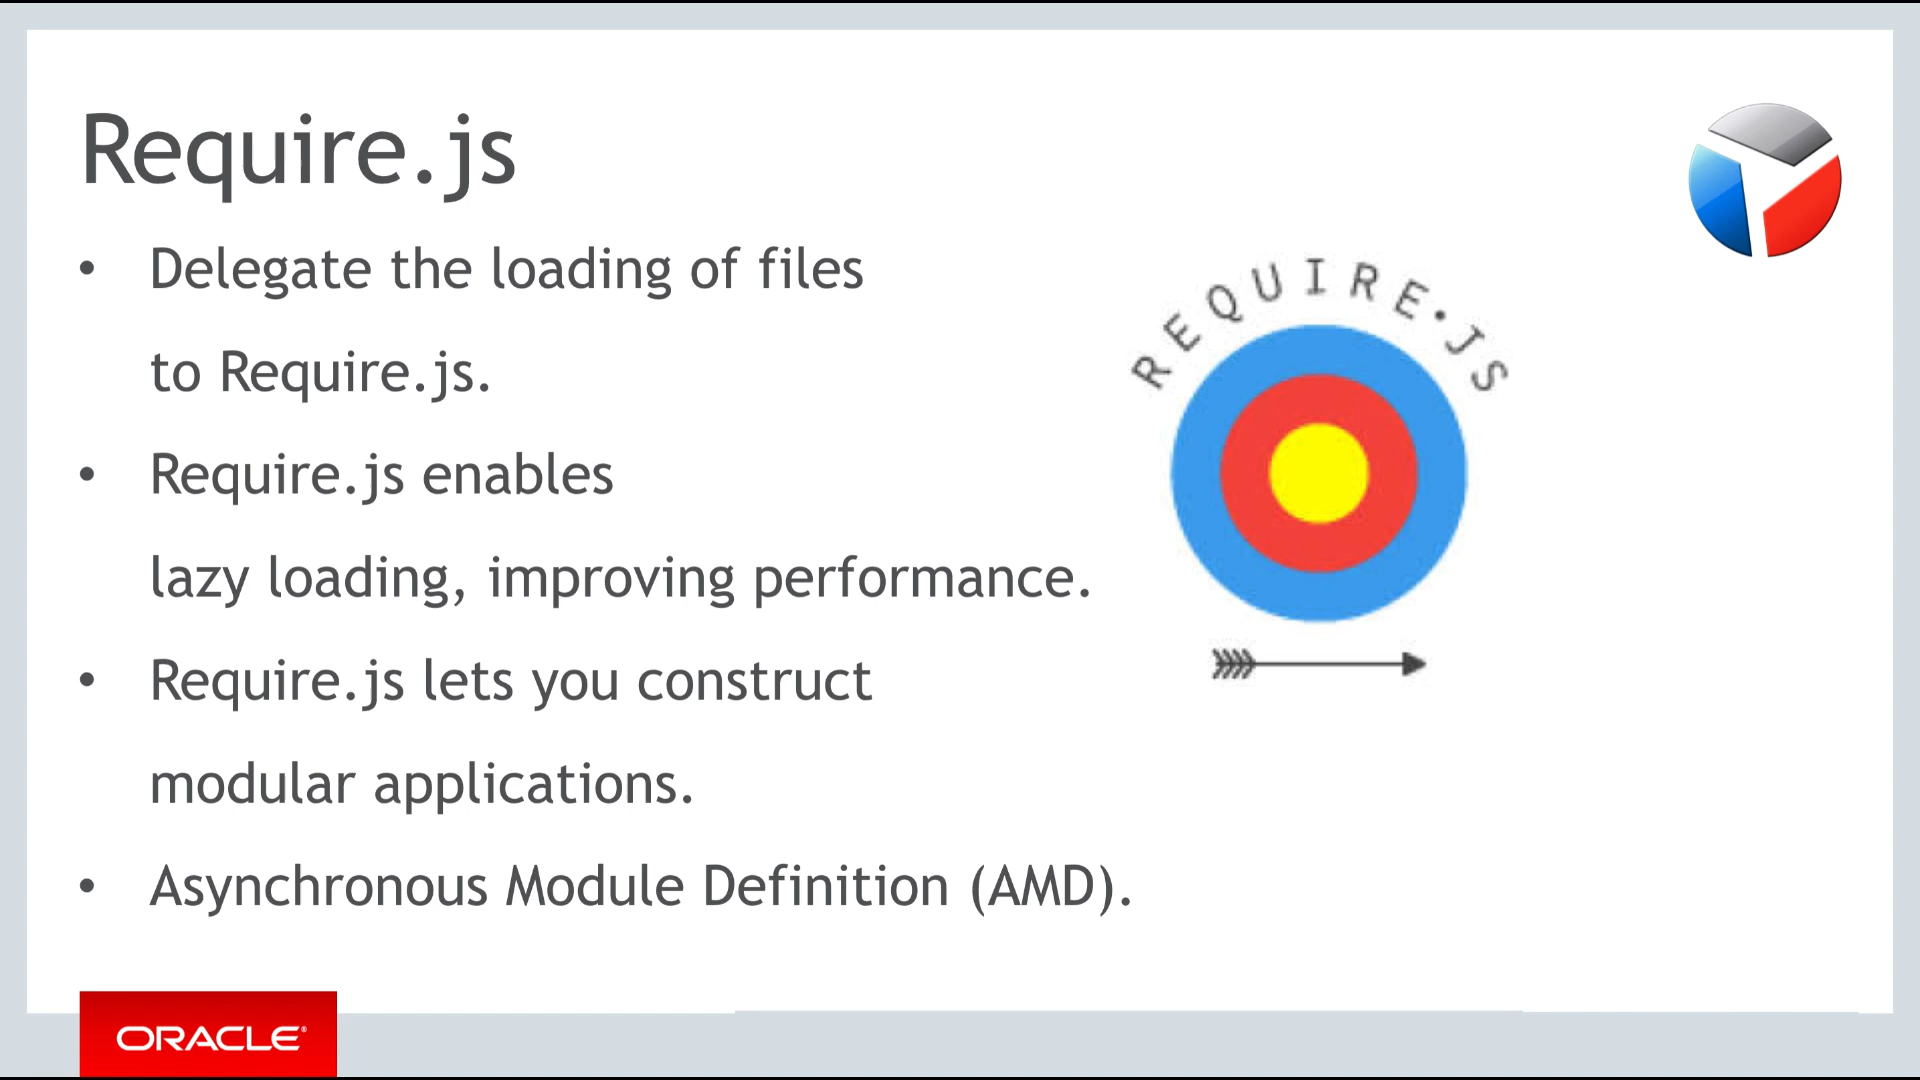 Require.js
• Delegate the loading of files
to Require.js.
• Require.js enables
lazy loading, improving performance.
• Require.js lets you construct
modular applications.
• Asynchronous Module Definition (AMD).
REQUIRE•JS
ORACLE®